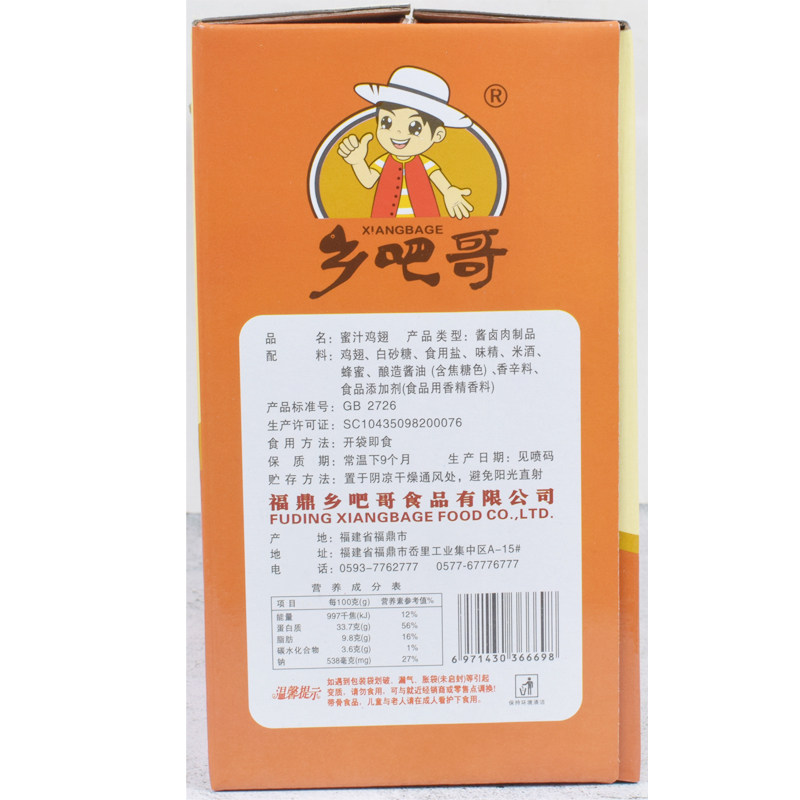 ®
XIANGBAGE
乡吧哥
品 名：蜜汁鸡翅 产品类型：酱卤肉制品
配 料：鸡翅、白砂糖、食用盐、味精、米酒、
蜂蜜、酿造酱油（含焦糖色）、香辛料、
食品添加剂(食品用香精香料)
产品标准号：GB 2726
生产许可证：SC10435098200076
食用方法：开袋即食
保 质 期：常温下9个月 生产日期：见喷码
贮存方法：置于阴凉干燥通风处，避免阳光直射
福鼎乡吧哥食品有限公司
FUDING XIANGBAGE FOOD CO.,LTD.
产 地：福建省福鼎市
地 址：福建省福鼎市岙里工业集中区A-15#
电 话：0593-7762777 0577-67776777
营 养 成 分 表
项目 每100克(g) 营养素参考值%
能量 997千焦(kJ) 12%
蛋白质 33.7克(g) 56%
脂肪 9.8克(g) 16%
碳水化合物 3.6克(g) 1%
钠 538毫克(mg) 27%
6 971430 366698
温馨提示
如遇到包装袋划破、漏气、胀袋(未启封)等引起
变质，请勿食用，可与就近经销商或零售点调换！
带骨食品，儿童与老人请在成人看护下食用。
保持环境清洁